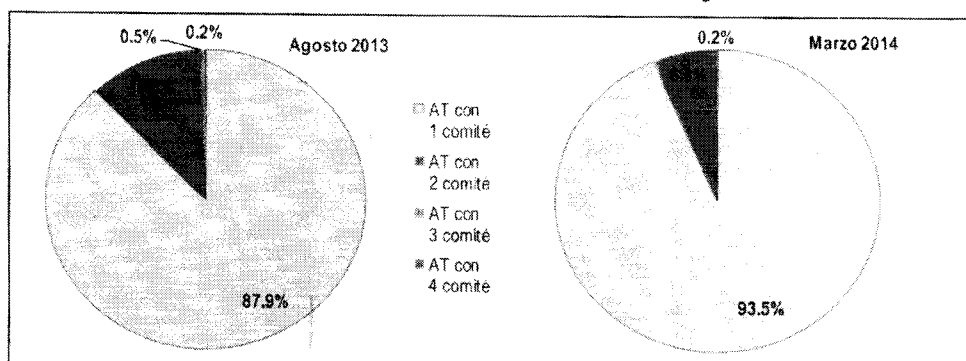 0.5%
0.2%
Agosto 2013
87.9%
AT con
1 comité
AT con
2 comité
AT con
3 comité
AT con
4 comité
0.2%
Marzo 2014
93.5%